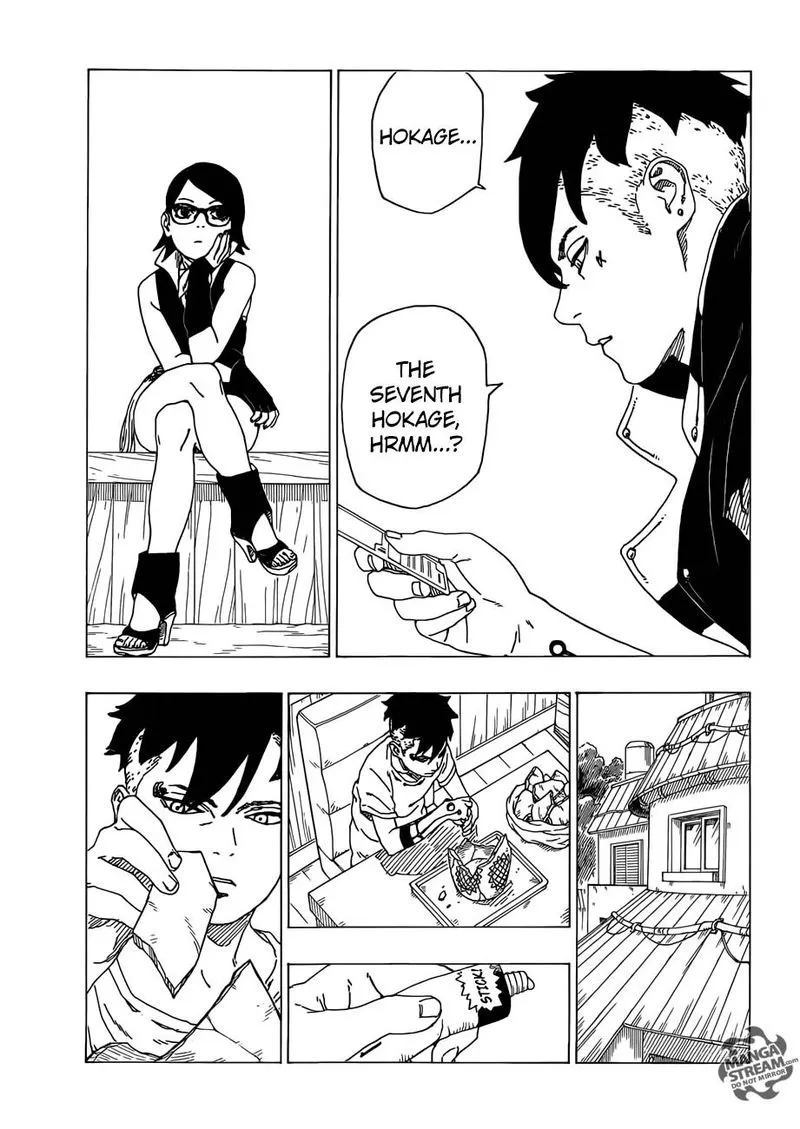 HOKAGE...
THE
SEVENTH
HOKAGE,
HRMM...?
STICK!
MANGA
STREAM.com
DO NOT MIRROR